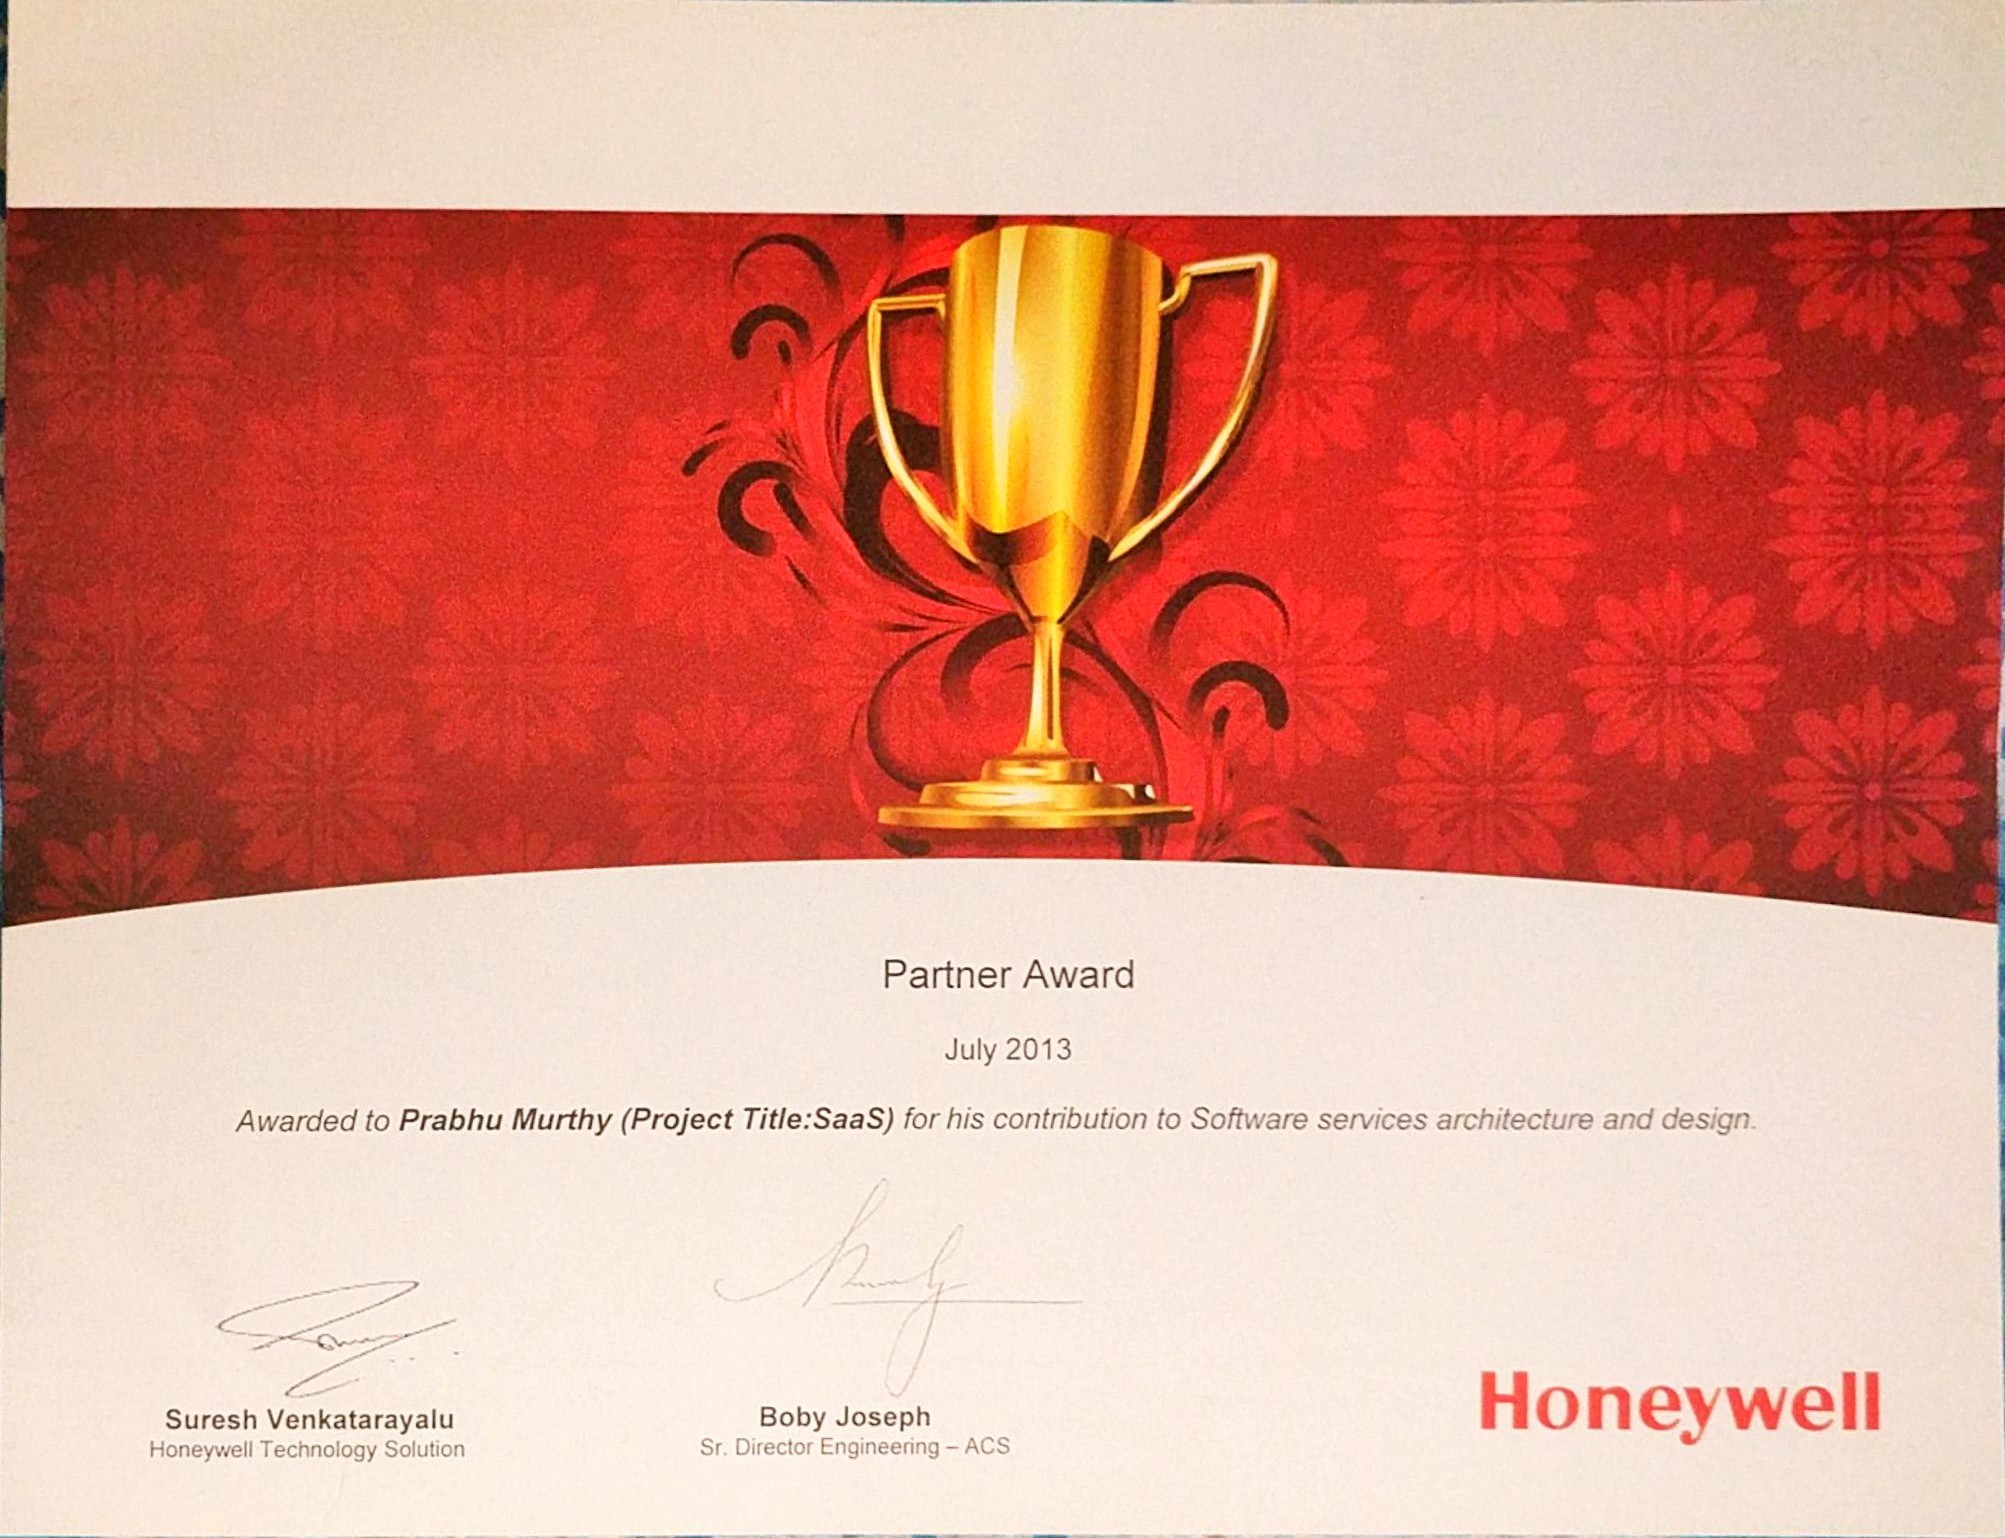 Partner Award
July 2013
Awarded to Prabhu Murthy (Project Title:SaaS) for his contribution to Software services architecture and design.
Suresh Venkatarayalu
Honeywell Technology Solution
Boby Joseph
Sr. Director Engineering – ACS
Honeywell